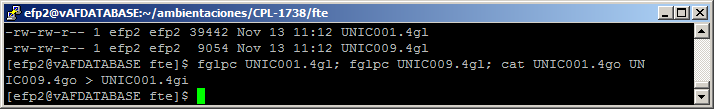 efp2@vAFDATABASE:~/ambientaciones/CPL-1738/fte
-rw-rw-r-- 1 efp2 efp2 39442 Nov 13 11:12 UNIC001.4gl
-rw-rw-r-- 1 efp2 efp2  9054 Nov 13 11:12 UNIC009.4gl
[efp2@vAFDATABASE fte]$ fglpc UNIC001.4gl; fglpc UNIC009.4gl; cat UNIC001.4go UN
IC009.4go > UNIC001.4gi
[efp2@vAFDATABASE fte]$